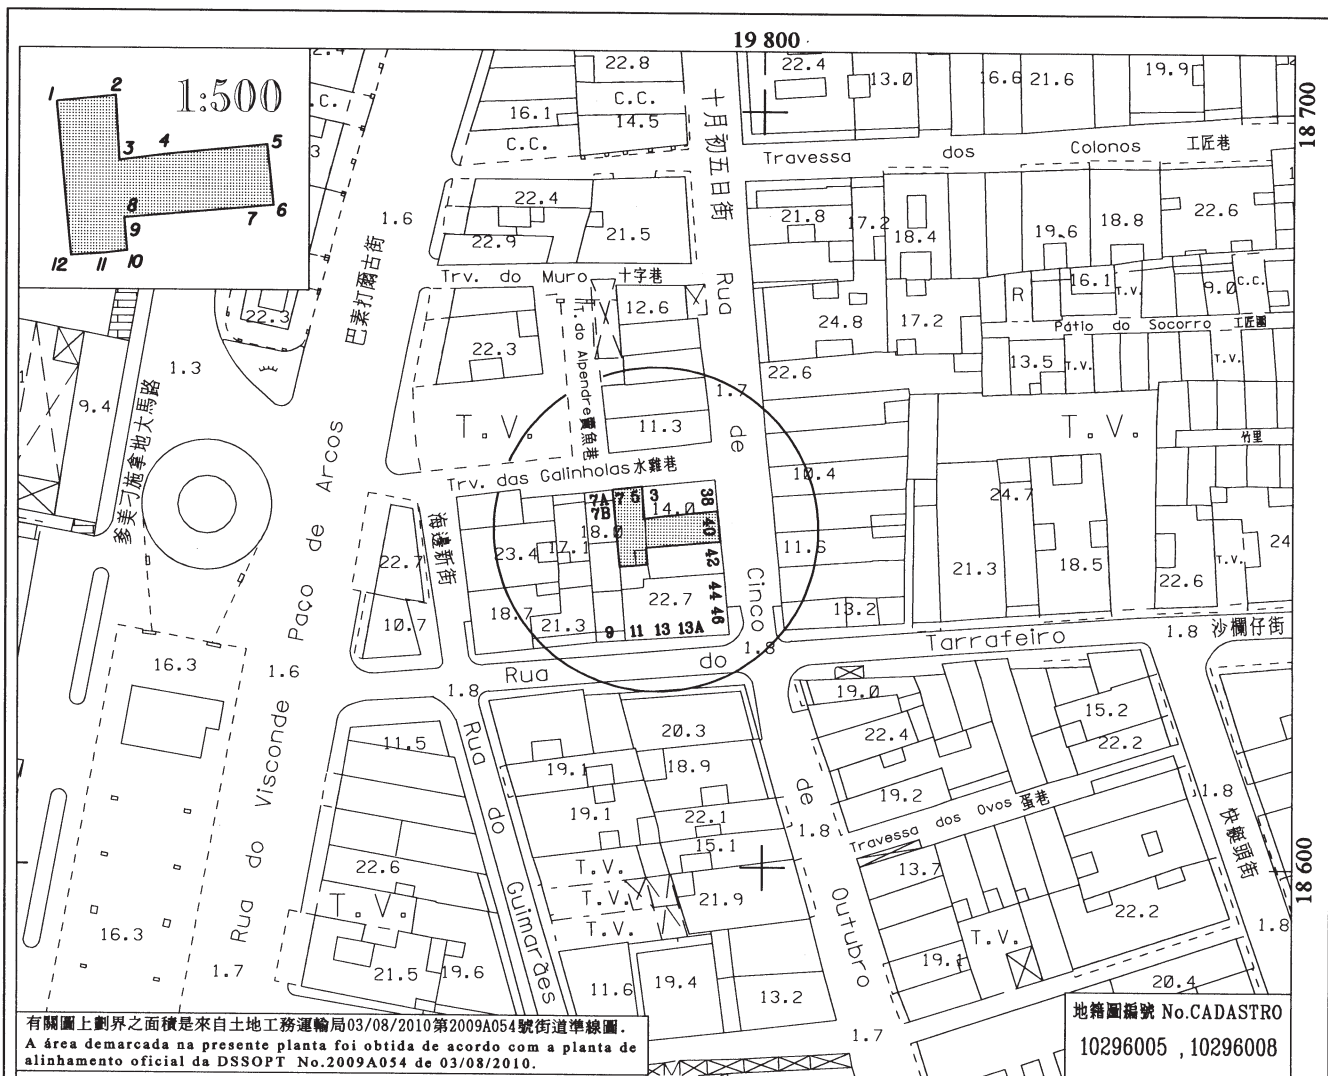 19 800
18 700
18 600
1:500
1
2
3
4
5
6
7
8
9
10
11
12
22.8
C.C.
14.5
16.1
C.C.
22.4
13.0
16.6
21.6
19.9
十月初五日街
Travessa dos Colonos 工匠巷
1.6
巴素打爾古街
22.4
22.9
21.5
21.8
17.2
18.4
19.6
18.8
22.6
Trv. do Muro 十字巷
12.6
24.8
17.2
R
16.1
T.V.
9.0
C.C.
Pátio do Socorro 工匠圍
22.3
22.3
Tr. do Alpendre 賣魚巷
13.5
T.V.
T.V.
1.3
9.4
爹美刁施拿地大馬路
T.V.
11.3
1.7
22.6
T.V.
竹里
Trv. das Galinholas 水雞巷
10.4
24.7
7A
7B
7
5
3
14.0
38
40
42
44
46
18.0
17.1
23.4
22.7
海邊新街
11.6
21.3
18.5
22.6
T.V.
24
18.7
21.3
22.7
9 11 13 13A
10.7
13.2
1.8
1.8 沙欄仔街
Rua do Tarrafeiro
16.3
1.6
1.8
19.0
20.3
22.4
15.2
22.2
11.5
19.1
18.9
19.2
1.8
19.1
22.1
15.1
1.8
Travessa dos Ovos 蛋巷
快艇頭街
22.6
T.V.
T.V.
T.V.
T.V.
21.9
13.7
22.2
1.8
16.3
1.7
21.5
19.6
11.6
19.4
13.2
19.1
T.V.
20.4
1.7
Rua do Visconde Paço de Arcos
Rua do Guimarães
Rua de Cinco de Outubro
有關圖上劃界之面積是來自土地工務運輸局03/08/2010第2009A054號街道準線圖.
A área demarcada na presente planta foi obtida de acordo com a planta de
alinhamento oficial da DSSOPT No.2009A054 de 03/08/2010.
地籍圖編號 No.CADASTRO
10296005 , 10296008